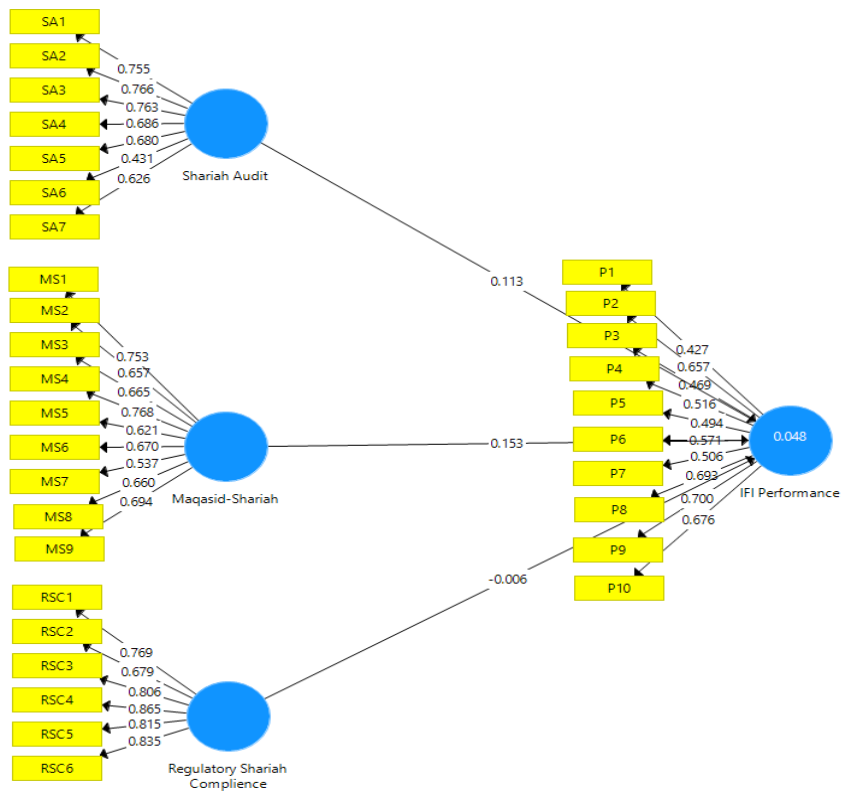 SA1
SA2
SA3
SA4
SA5
SA6
SA7
0.755
0.766
0.763
0.686
0.680
0.431
0.626
Shariah Audit
0.113
MS1
MS2
MS3
MS4
MS5
MS6
MS7
MS8
MS9
0.753
0.657
0.665
0.768
0.621
0.670
0.537
0.660
0.694
Maqasid-Shariah
0.153
RSC1
RSC2
RSC3
RSC4
RSC5
RSC6
0.769
0.679
0.806
0.865
0.815
0.835
Regulatory Shariah
Complience
-0.006
P1
P2
P3
P4
P5
P6
P7
P8
P9
P10
0.427
0.657
0.469
0.516
0.494
0.571
0.506
0.693
0.700
0.676
0.048
IFI Performance